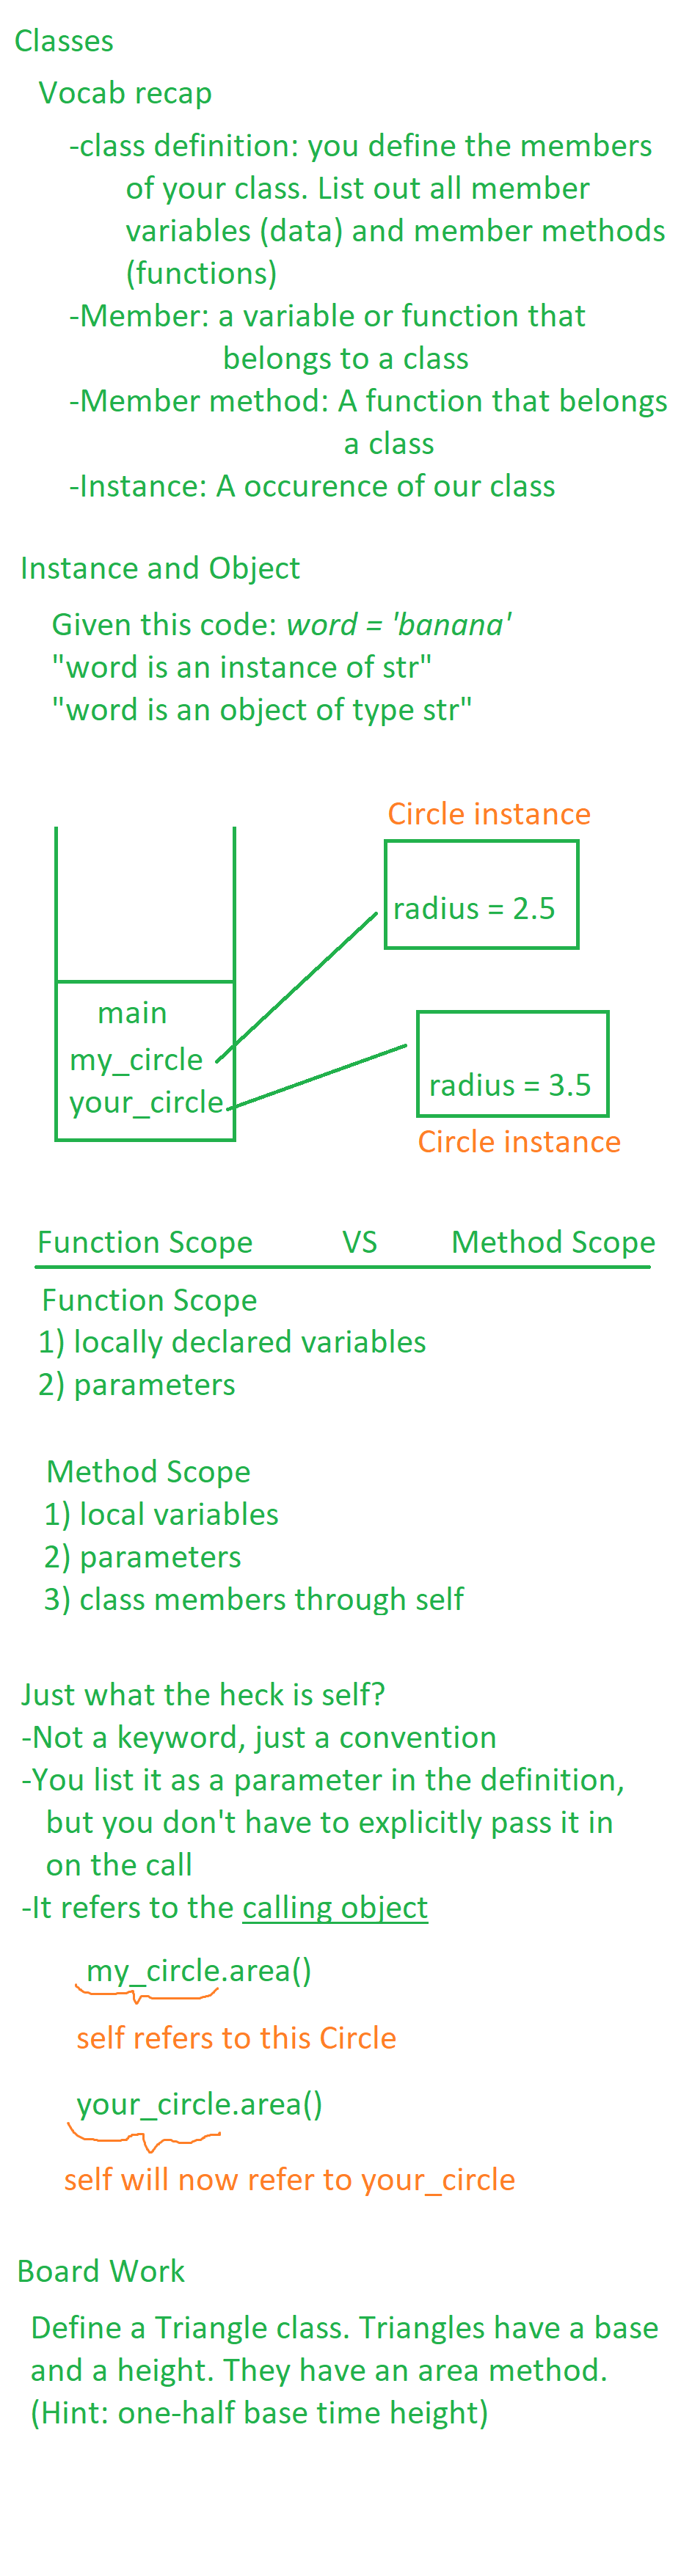 Classes
Vocab recap
-class definition: you define the members
of your class. List out all member
variables (data) and member methods
(functions)
-Member: a variable or function that
belongs to a class
-Member method: A function that belongs
a class
-Instance: A occurence of our class
Instance and Object
Given this code: word = 'banana'
"word is an instance of str"
"word is an object of type str"
Circle instance
radius = 2.5
main
my_circle
your_circle
radius = 3.5
Circle instance
Function Scope VS Method Scope
Function Scope
1) locally declared variables
2) parameters
Method Scope
1) local variables
2) parameters
3) class members through self
Just what the heck is self?
-Not a keyword, just a convention
-You list it as a parameter in the definition,
but you don't have to explicitly pass it in
on the call
-It refers to the calling object
my_circle.area()
self refers to this Circle
your_circle.area()
self will now refer to your_circle
Board Work
Define a Triangle class. Triangles have a base
and a height. They have an area method.
(Hint: one-half base time height)